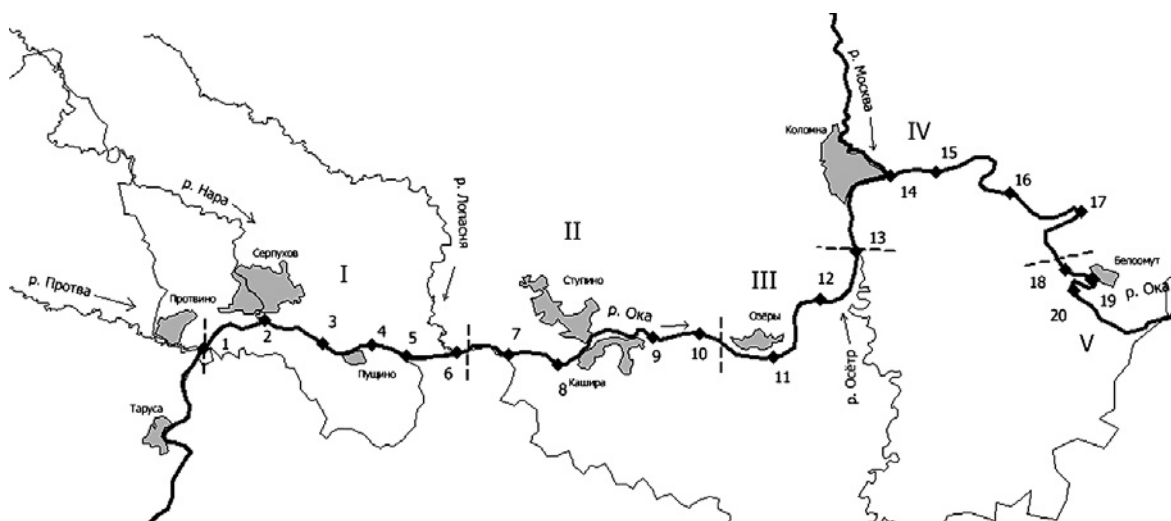 р. Москва
IV
Коломна
15
14
16
17
р. Нара
р. Лопасня
II
13
Серпухов
I
III
18
Белоомут
р. Протва
Протвино
Ступино
12
19
р. Ока
р. Ока
20
2
3
4
5
6
7
Озеры
V
1
9
10
11
Пущино
8
Кашира
р. Осётр
Таруса